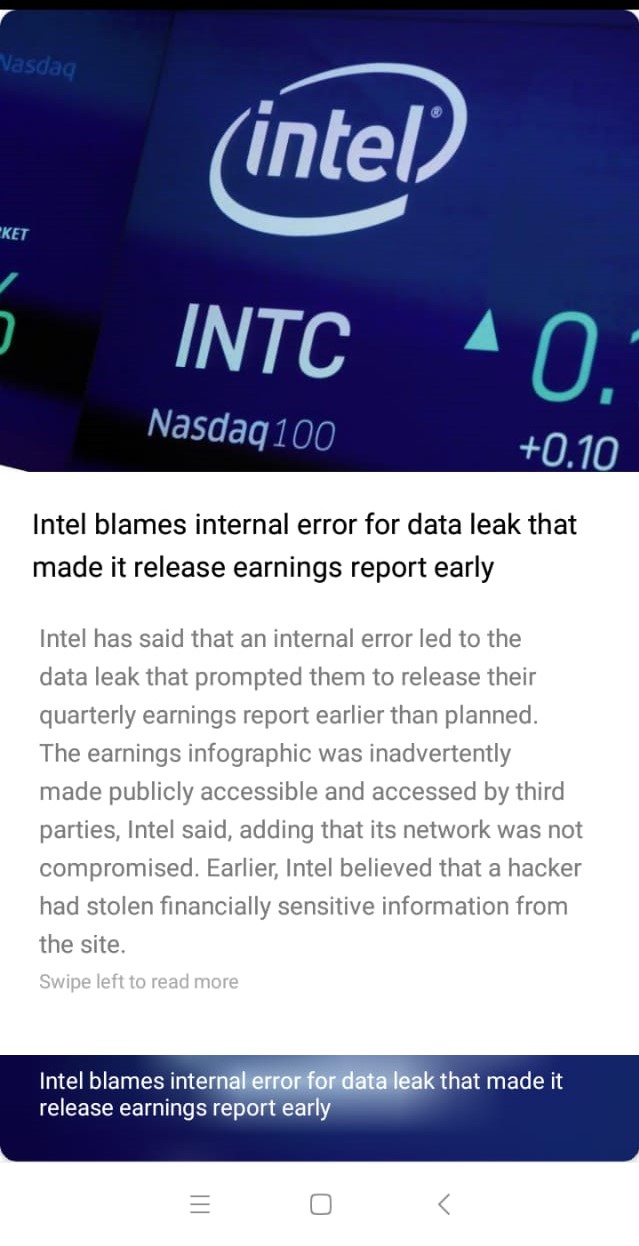 Nasdaq
intel®
KET
INTC
▲ 0.
Nasdaq100
+0.10
Intel blames internal error for data leak that
made it release earnings report early
Intel has said that an internal error led to the
data leak that prompted them to release their
quarterly earnings report earlier than planned.
The earnings infographic was inadvertently
made publicly accessible and accessed by third
parties, Intel said, adding that its network was not
compromised. Earlier, Intel believed that a hacker
had stolen financially sensitive information from
the site.
Swipe left to read more
Intel blames internal error for data leak that made it
release earnings report early